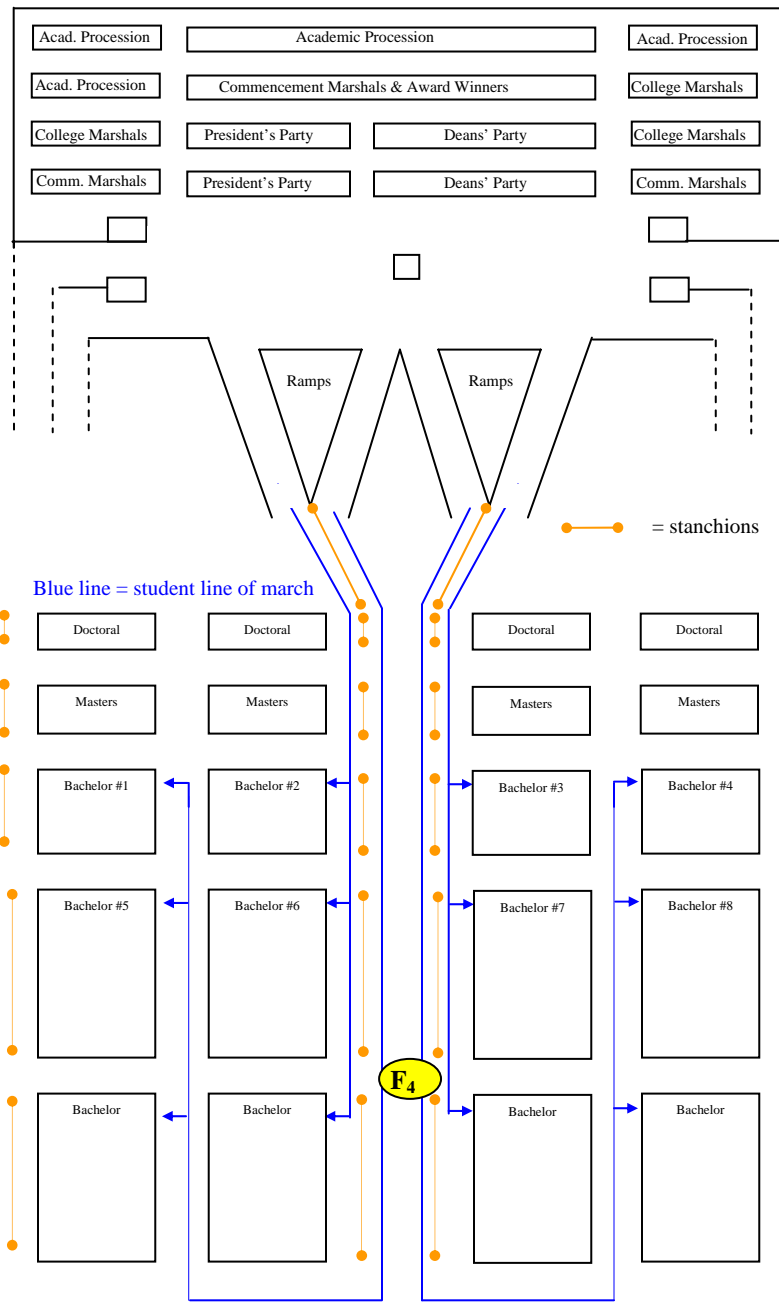 Acad. Procession Academic Procession Acad. Procession
Acad. Procession Commencement Marshals & Award Winners College Marshals
College Marshals President's Party Deans' Party College Marshals
Comm. Marshals President's Party Deans' Party Comm. Marshals
Ramps Ramps
= stanchions
Blue line = student line of march
Doctoral Doctoral Doctoral Doctoral
Masters Masters Masters Masters
Bachelor #1 Bachelor #2 Bachelor #3 Bachelor #4
Bachelor #5 Bachelor #6 Bachelor #7 Bachelor #8
F4
Bachelor Bachelor Bachelor Bachelor